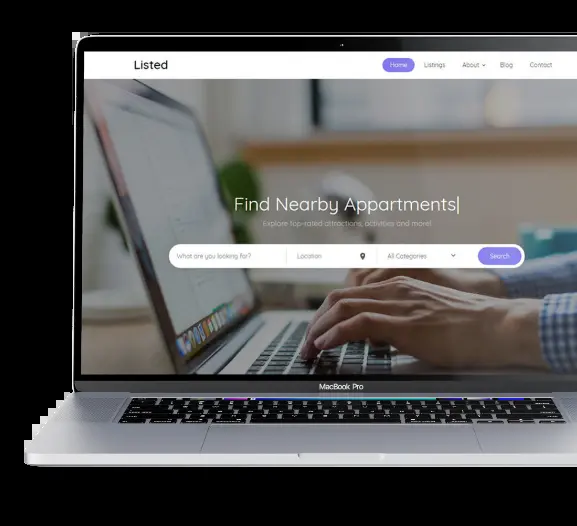 Listed
Home Listings About Blog Contact
Find Nearby Appartments|
Explore top-rated attractions, activities and more!
What are you looking for? Location All Categories Search
MacBook Pro